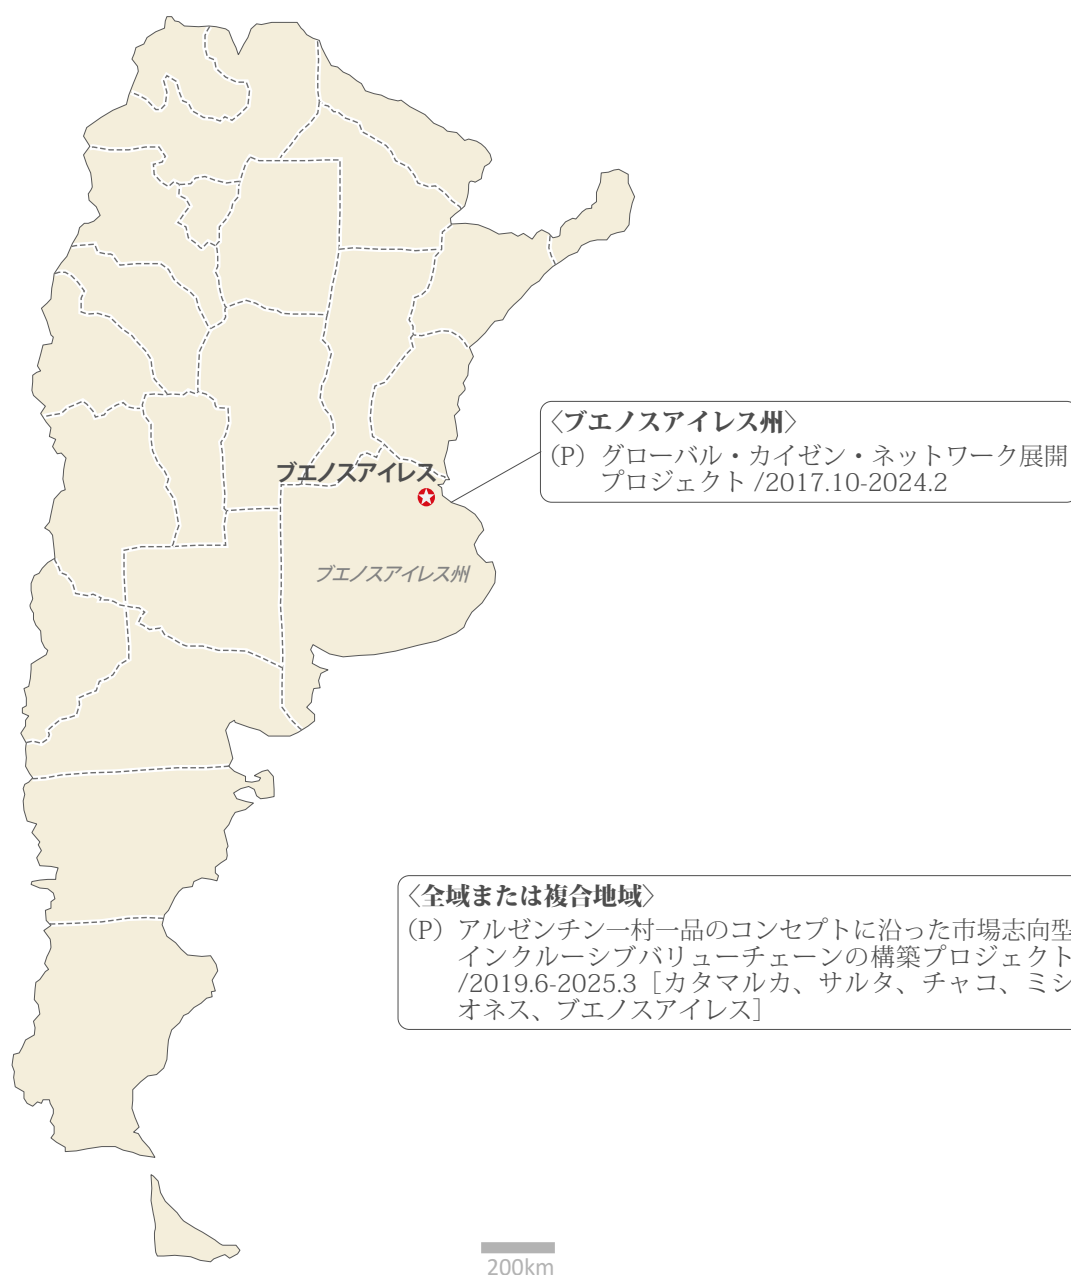 〈ブエノスアイレス州〉
(P) グローバル・カイゼン・ネットワーク展開
プロジェクト /2017.10-2024.2
ブエノスアイレス
ブエノスアイレス州
〈全域または複合地域〉
(P) アルゼンチン一村一品のコンセプトに沿った市場志向型
インクルーシブバリューチェーンの構築プロジェクト
/2019.6-2025.3［カタマルカ、サルタ、チャコ、ミシ
オネス、ブエノスアイレス］
200km